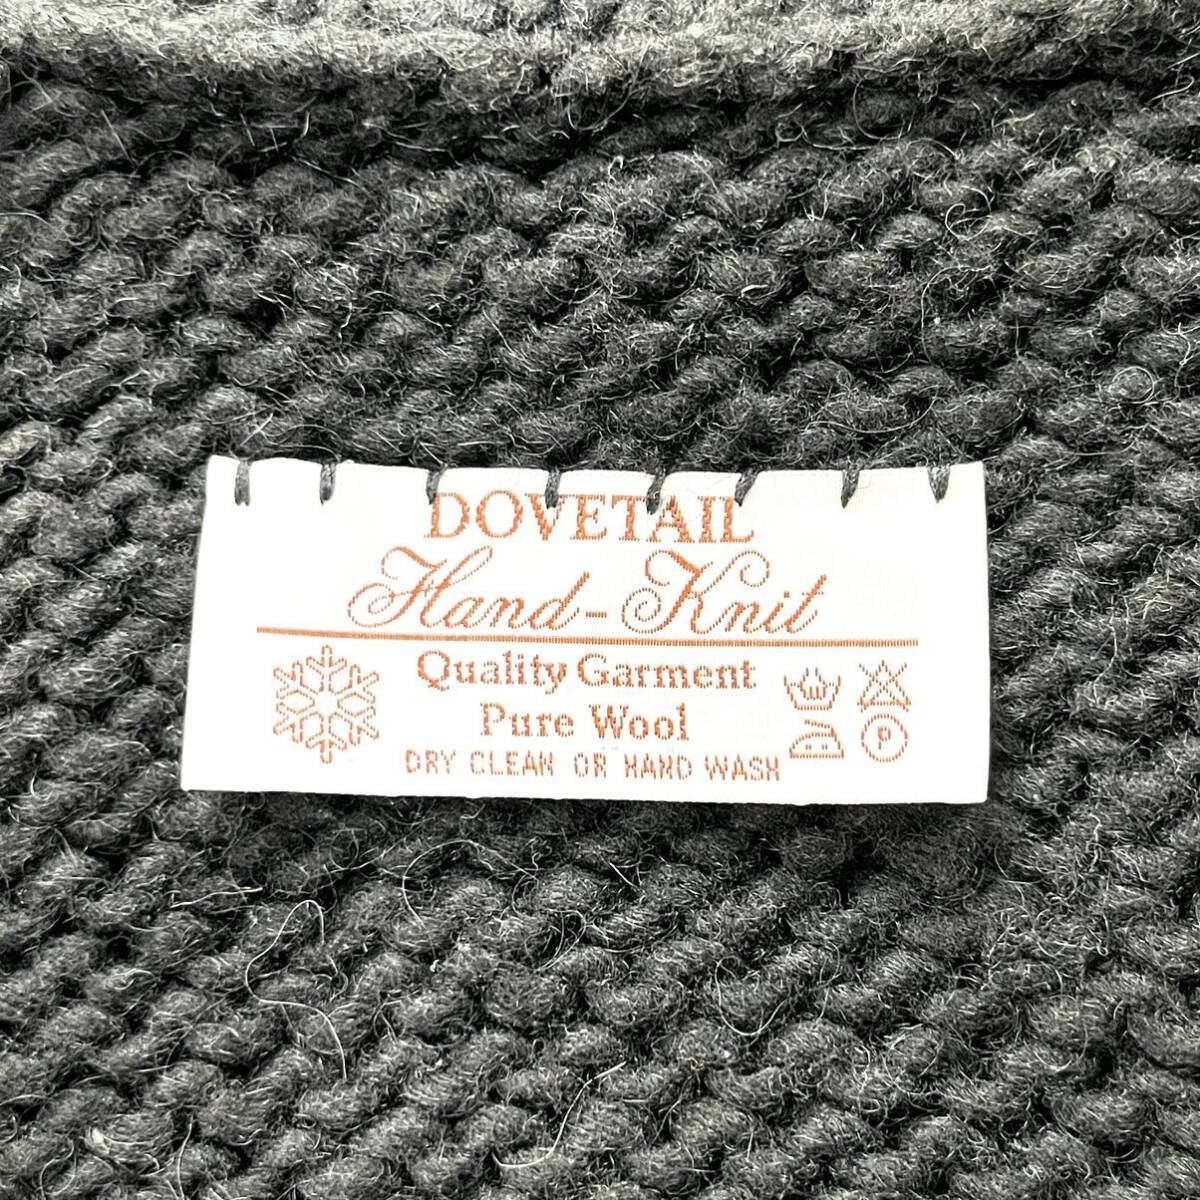 DOVETAIL
Hand-Knit
Quality Garment
Pure Wool
DRY CLEAN OR HAND WASH
P